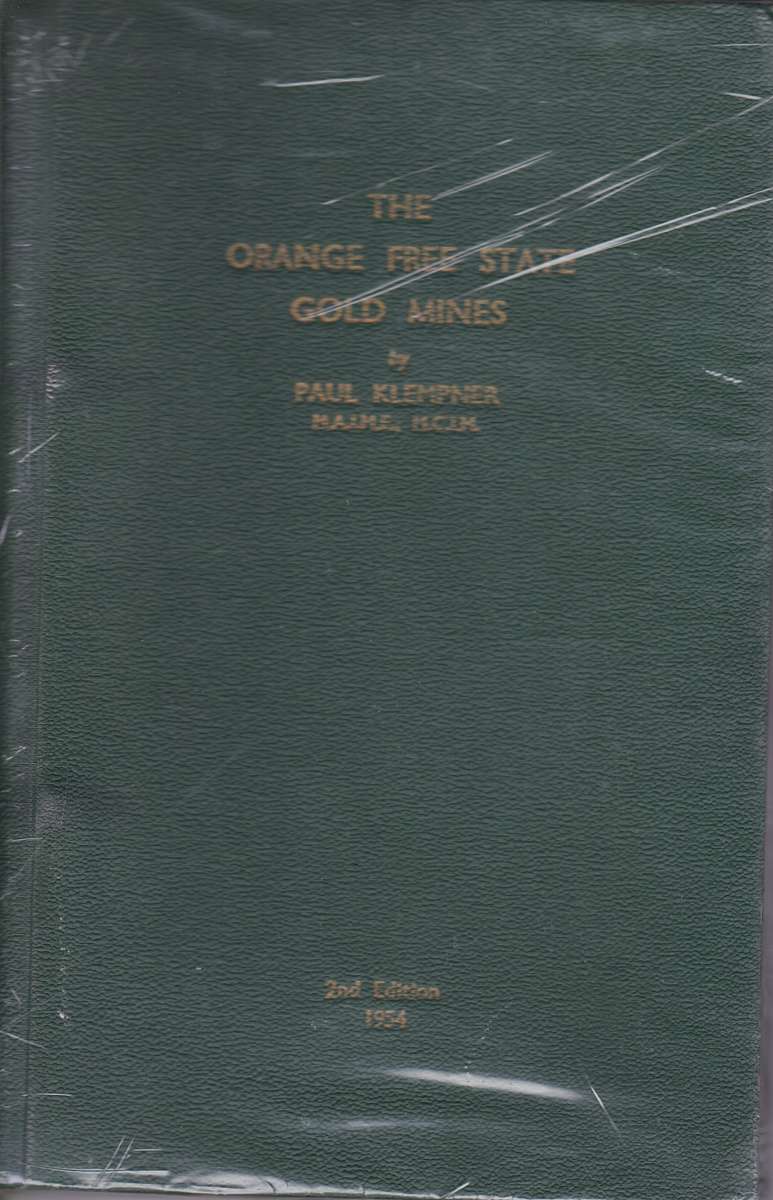 THE
ORANGE FREE STATE
GOLD MINES
by
PAUL KLEMPNER
M.A.I.M.E., M.C.I.M.
2nd Edition
1954